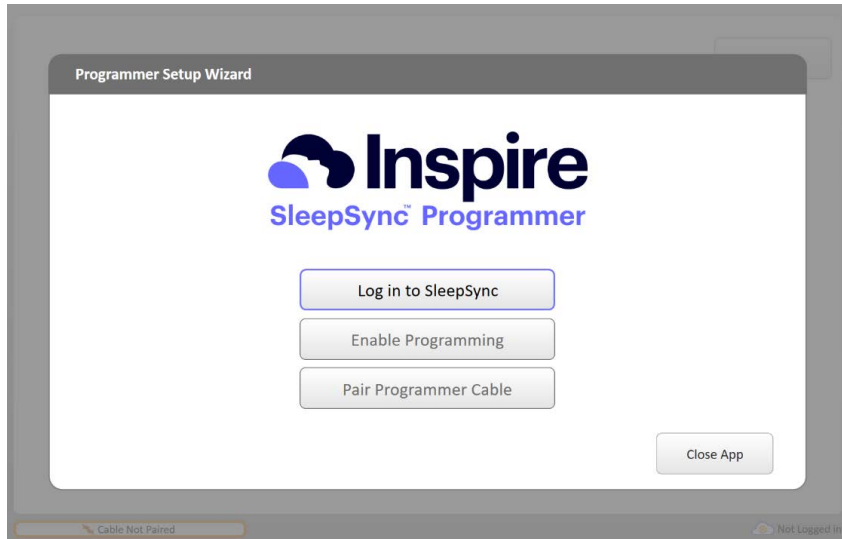 Programmer Setup Wizard
Inspire
SleepSync™ Programmer
Log in to SleepSync
Enable Programming
Pair Programmer Cable
Close App
Cable Not Paired
Not Logged in